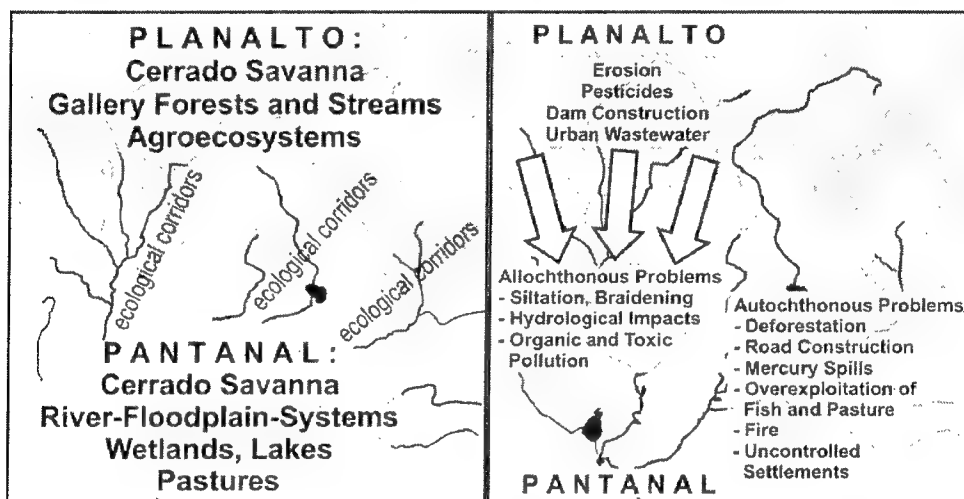 PLANALTO:
Cerrado Savanna
Gallery Forests and Streams
Agroecosystems
ecological corridors
ecological corridors
ecological corridors
PANTANAL:
Cerrado Savanna
River-Floodplain-Systems
Wetlands, Lakes
Pastures
PLANALTO
Erosion
Pesticides
Dam Construction
Urban Wastewater
Allochthonous Problems
- Siltation, Braidening
- Hydrological Impacts
- Organic and Toxic
Pollution
Autochthonous Problems
- Deforestation
- Road Construction
- Mercury Spills
- Overexploitation of
Fish and Pasture
- Fire
- Uncontrolled
Settlements
PANTANAL